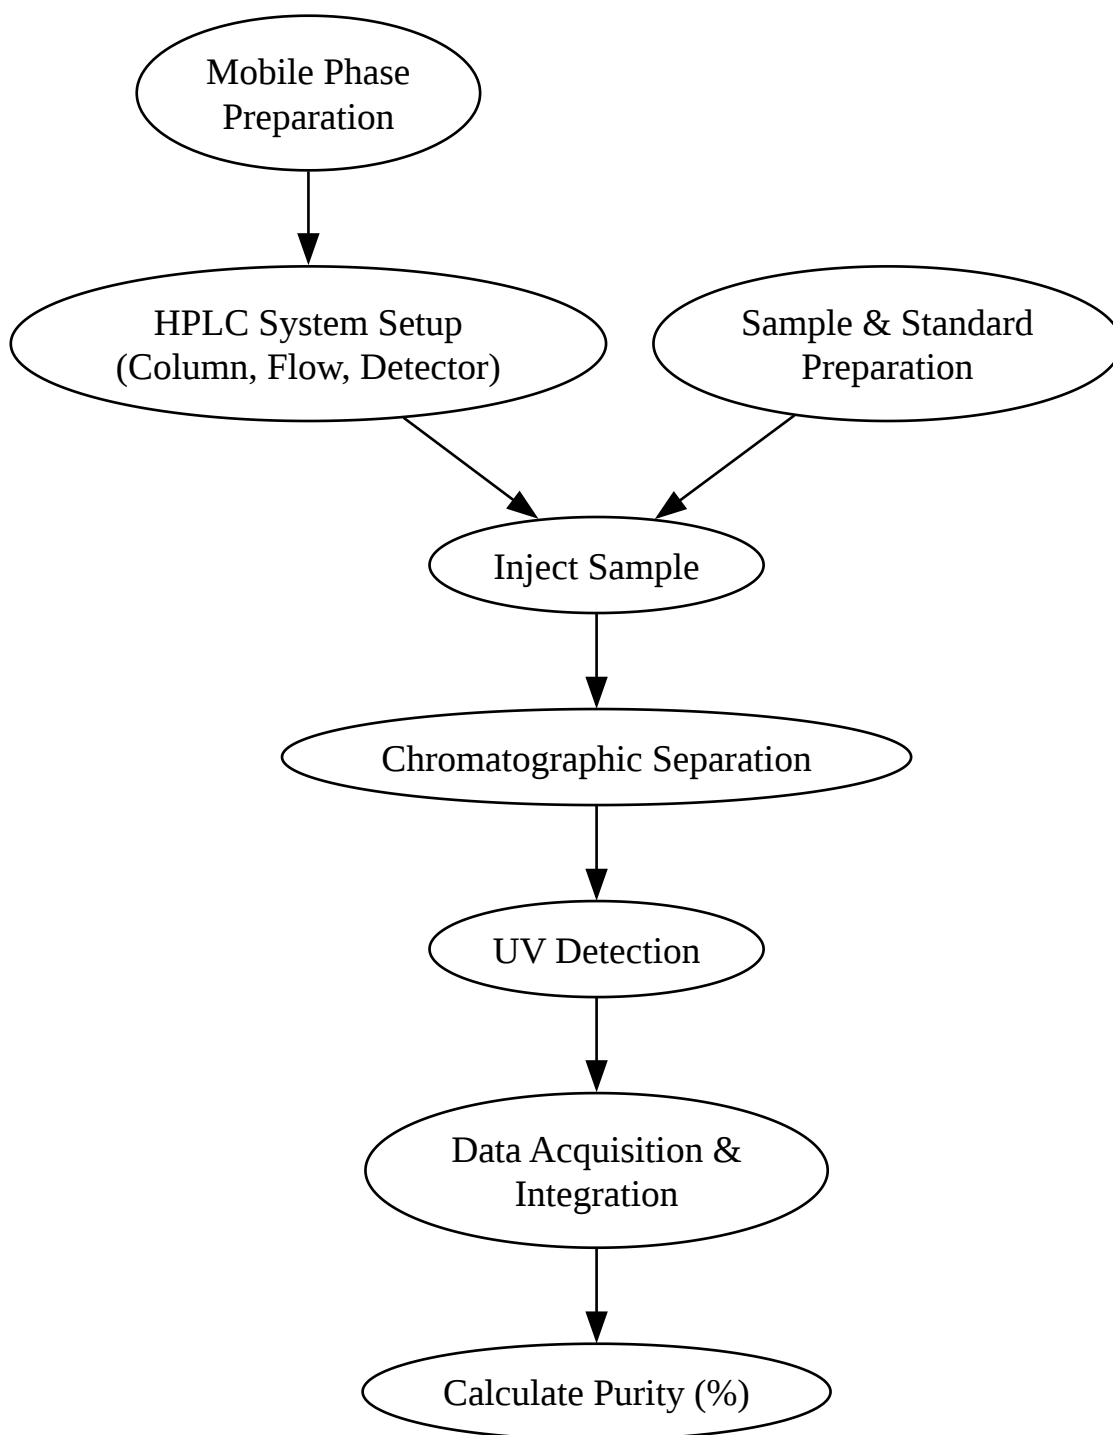 Mobile Phase
Preparation
HPLC System Setup
(Column, Flow, Detector)
Sample & Standard
Preparation
Inject Sample
Chromatographic Separation
UV Detection
Data Acquisition &
Integration
Calculate Purity (%)